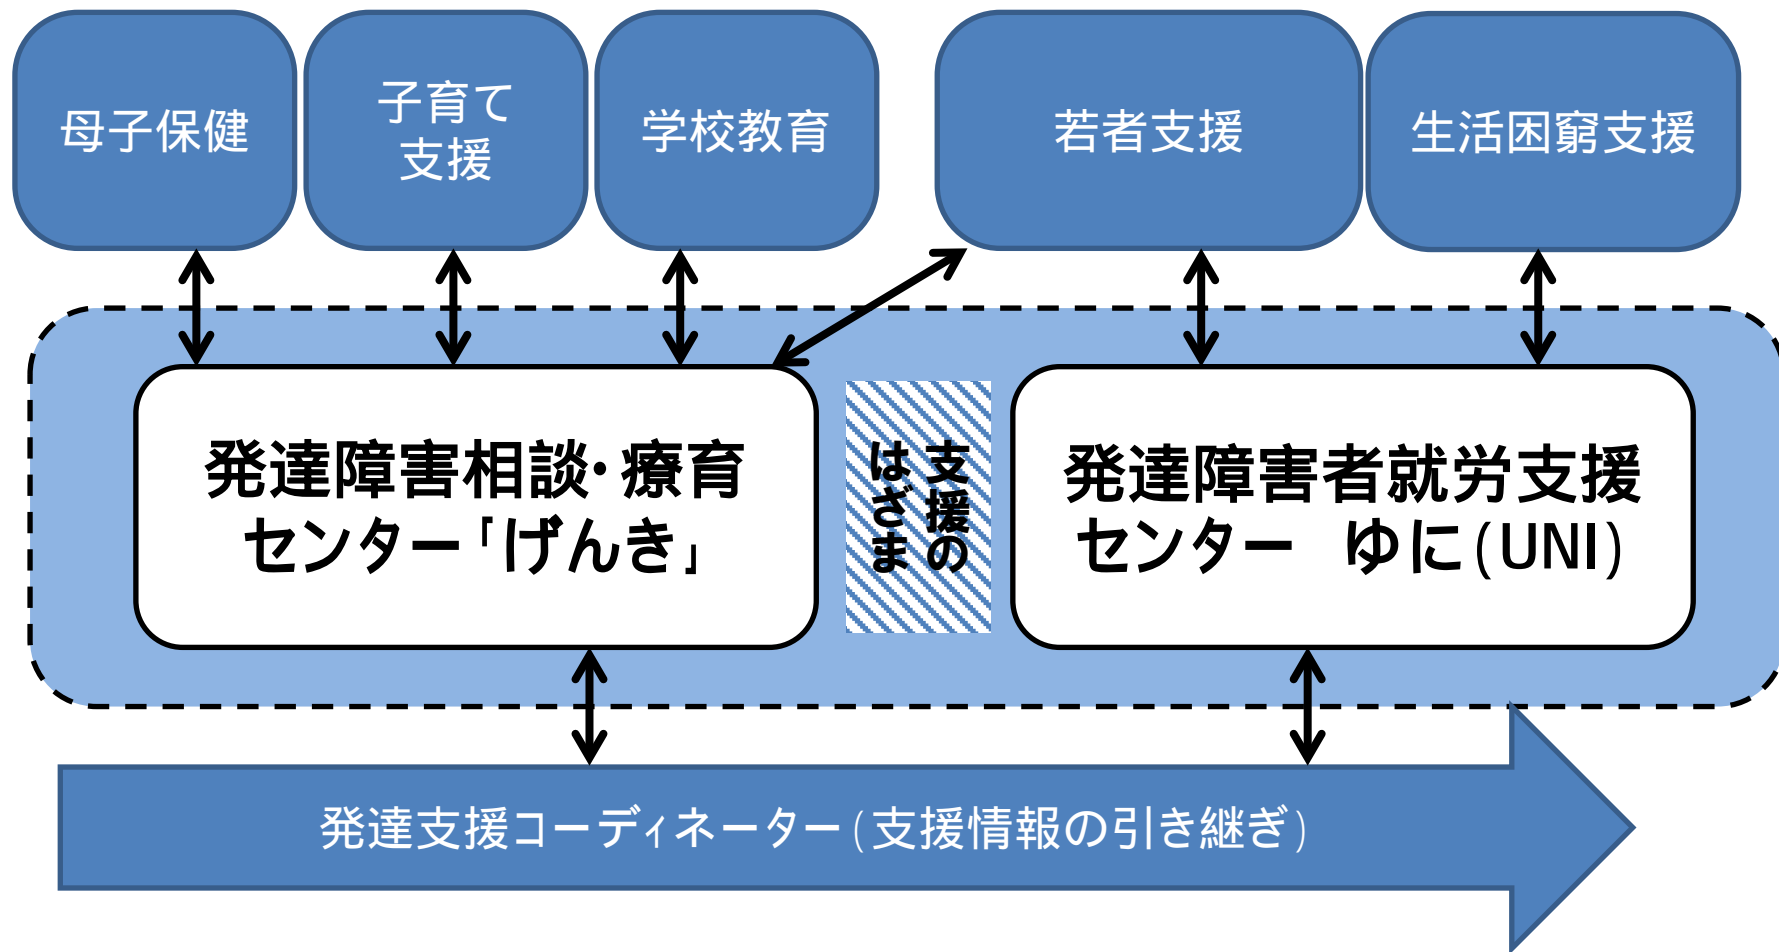 母子保健
子育て
支援
学校教育
若者支援
生活困窮支援
発達障害相談・療育
センター「げんき」
支援の
はざま
発達障害者就労支援
センター　ゆに(UNI)
発達支援コーディネーター(支援情報の引き継ぎ)